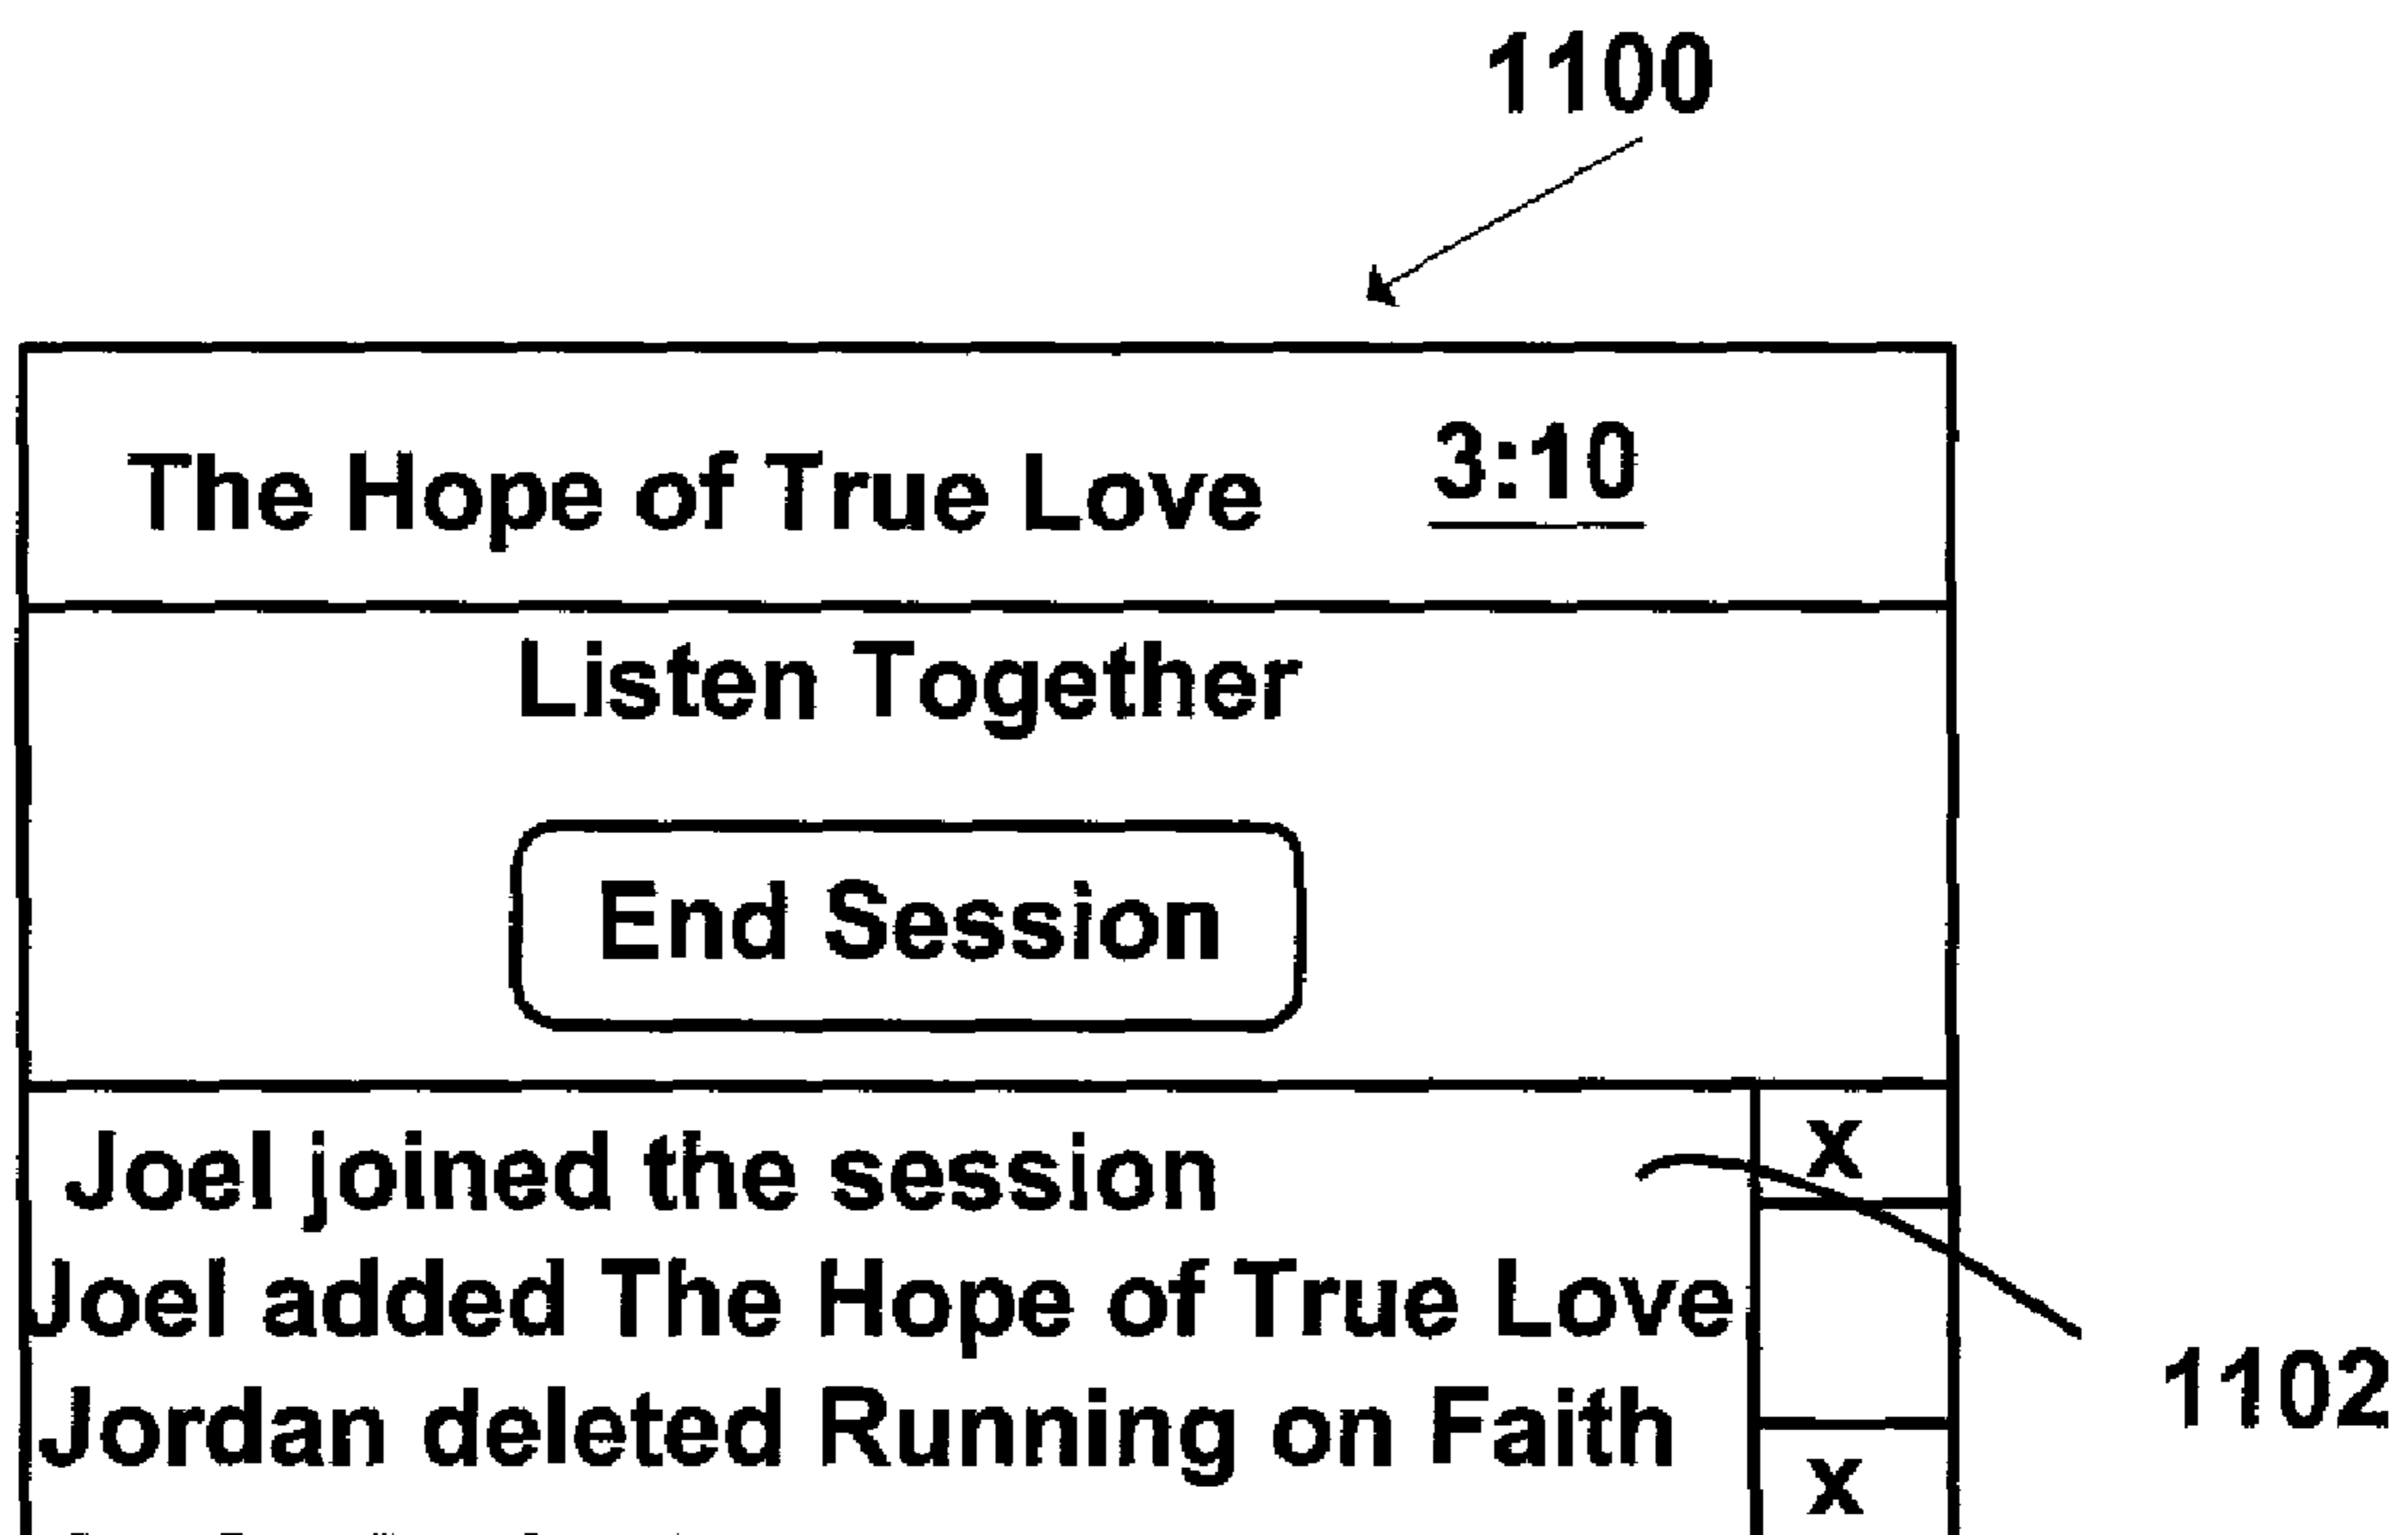 1100
The Hope of True Love 3:10
Listen Together
End Session
Joel joined the session x
Joel added The Hope of True Love
Jordan deleted Running on Faith
1102
x